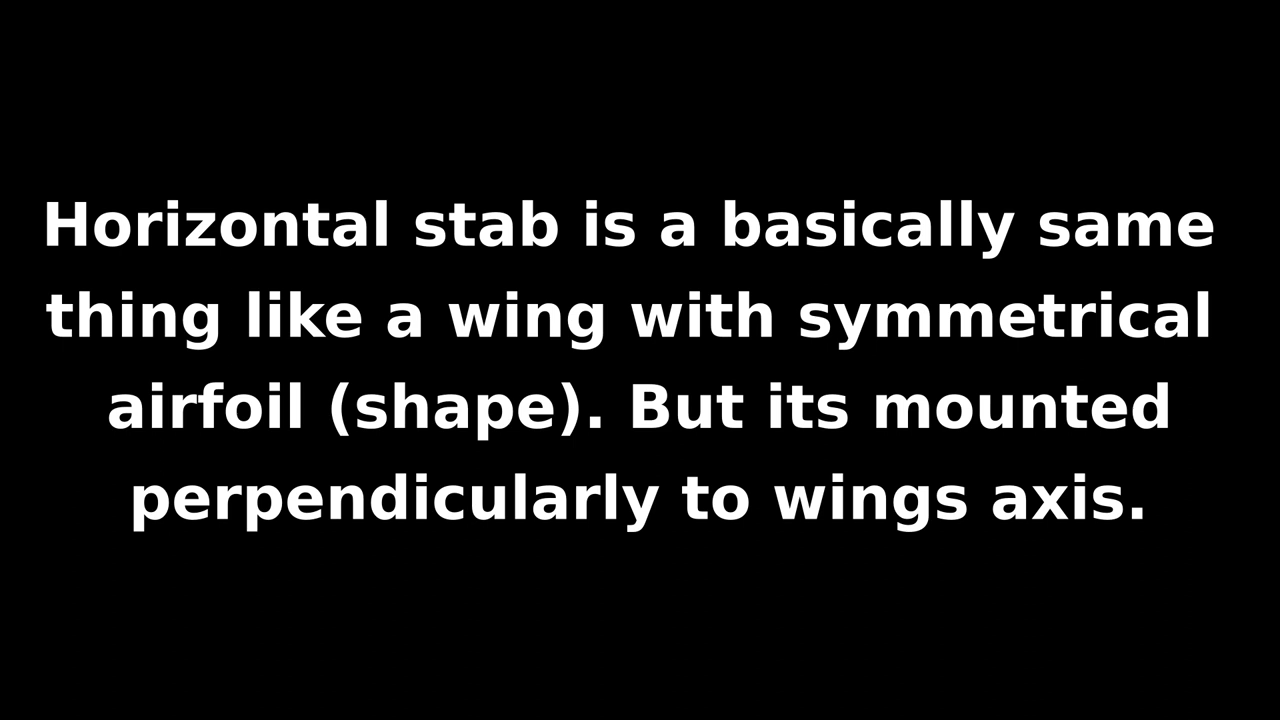 Horizontal stab is a basically same
thing like a wing with symmetrical
airfoil (shape). But its mounted
perpendicularly to wings axis.